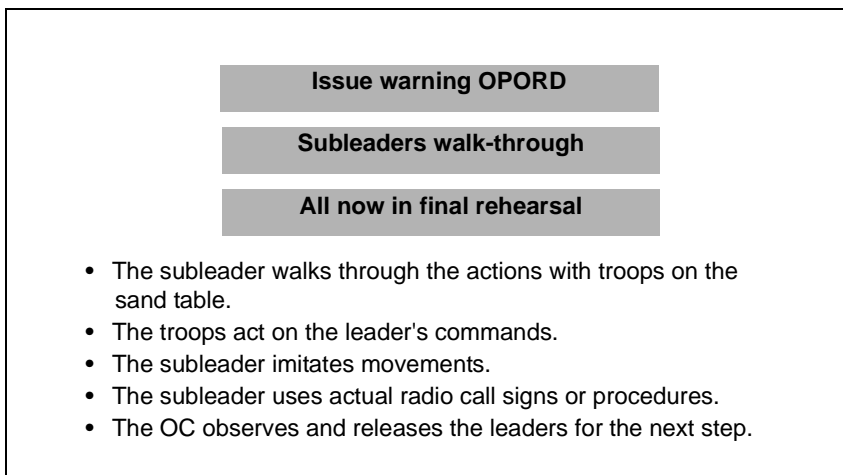 Issue warning OPORD
Subleaders walk-through
All now in final rehearsal
• The subleader walks through the actions with troops on the
sand table.
• The troops act on the leader's commands.
• The subleader imitates movements.
• The subleader uses actual radio call signs or procedures.
• The OC observes and releases the leaders for the next step.